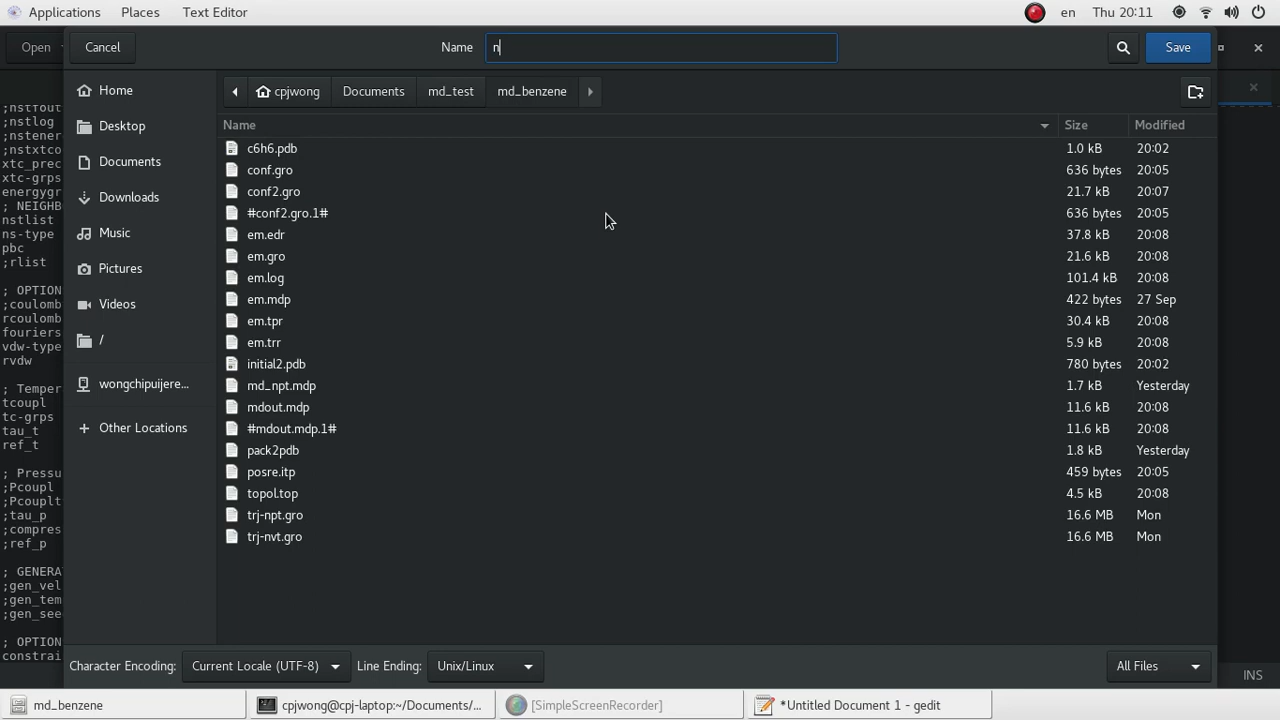 Applications Places Text Editor en Thu 20:11
Open Cancel Name n Save
Home cpjwong Documents md_test md_benzene
Name Size Modified
Desktop
Documents
Downloads
Music
Pictures
Videos
/
wongchipuijere...
Other Locations
c6h6.pdb 1.0 kB 20:02
conf.gro 636 bytes 20:05
conf2.gro 21.7 kB 20:07
#conf2.gro.1# 636 bytes 20:05
em.edr 37.8 kB 20:08
em.gro 21.6 kB 20:08
em.log 101.4 kB 20:08
em.mdp 422 bytes 27 Sep
em.tpr 30.4 kB 20:08
em.trr 5.9 kB 20:08
initial2.pdb 780 bytes 20:02
md_npt.mdp 1.7 kB Yesterday
mdout.mdp 11.6 kB 20:08
#mdout.mdp.1# 11.6 kB 20:08
pack2pdb 1.8 kB Yesterday
posre.itp 459 bytes 20:05
topol.top 4.5 kB 20:08
trj-npt.gro 16.6 MB Mon
trj-nvt.gro 16.6 MB Mon
;nstfout
;nstlog
;nstener
;nstxtco
xtc_prec
xtc-grps
energygr
; NEIGHB
nstlist
ns-type
pbc
;rlist
; OPTION
;coulomb
rcoulomb
fouriers
vdw-type
rvdw
; Temper
tcoupl
tc-grps
tau_t
ref_t
; Pressu
;Pcoupl
;Pcouplt
;tau_p
;compres
;ref_p
; GENERA
;gen_vel
;gen_tem
;gen_see
; OPTION
constrai
Character Encoding: Current Locale (UTF-8) Line Ending: Unix/Linux All Files
INS
md_benzene cpjwong@cpj-laptop:~/Documents/... [SimpleScreenRecorder] *Untitled Document 1 - gedit